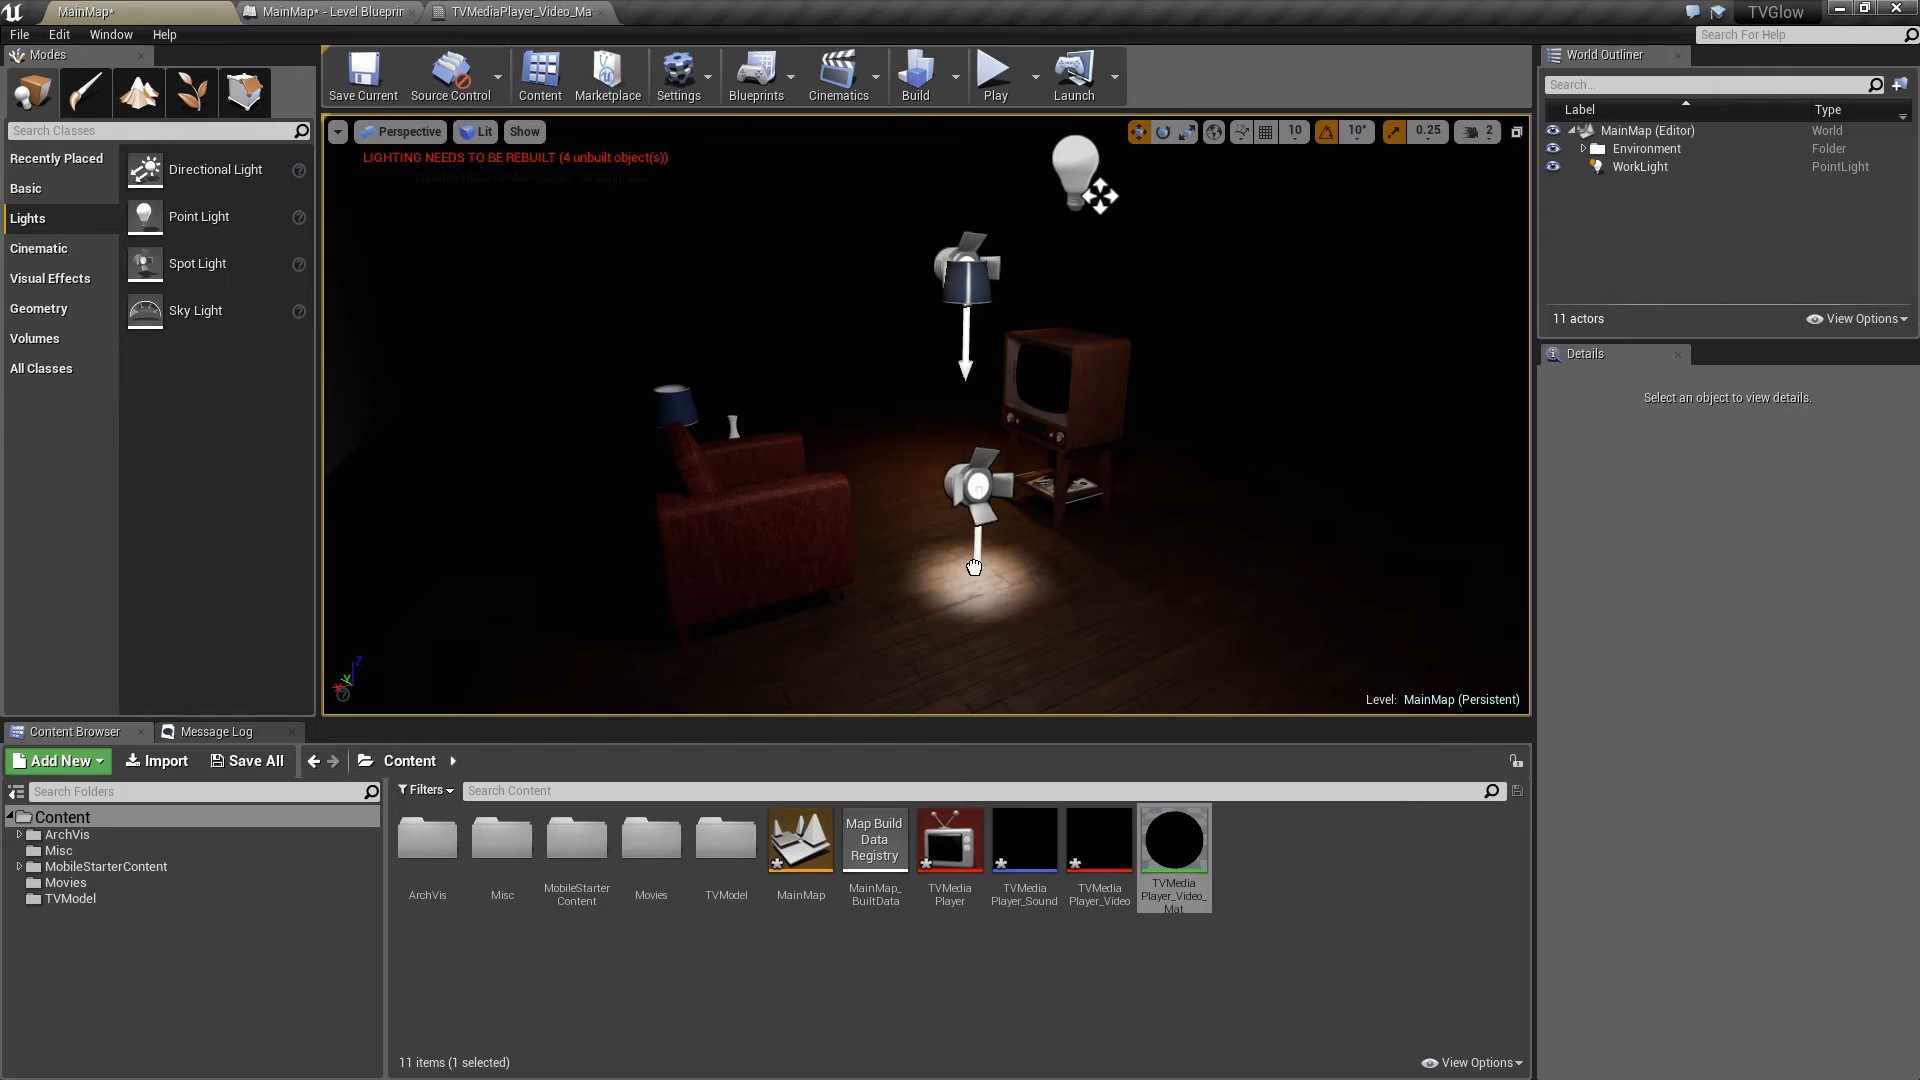 MainMap*
MainMap* - Level Blueprin
TVMediaPlayer_Video_Ma
TVGlow
File
Edit
Window
Help
Search For Help
Modes
Search Classes
Recently Placed
Basic
Lights
Cinematic
Visual Effects
Geometry
Volumes
All Classes
Directional Light
Point Light
Spot Light
Sky Light
Save Current
Source Control
Content
Marketplace
Settings
Blueprints
Cinematics
Build
Play
Launch
Perspective
Lit
Show
10
10°
0.25
2
LIGHTING NEEDS TO BE REBUILT (4 unbuilt object(s))
Z
Y
Level: MainMap (Persistent)
World Outliner
Search...
Label
Type
MainMap (Editor)
World
Environment
Folder
WorkLight
PointLight
11 actors
View Options
Details
Select an object to view details.
Content Browser
Message Log
Add New
Import
Save All
Content
Search Folders
Filters
Search Content
Content
ArchVis
Misc
MobileStarterContent
Movies
TVModel
ArchVis
Misc
MobileStarter
Content
Movies
TVModel
MainMap
Map Build
Data
Registry
MainMap_
BuiltData
TVMedia
Player
TVMedia
Player_Sound
TVMedia
Player_Video
TVMedia
Player_Video_
Mat
11 items (1 selected)
View Options